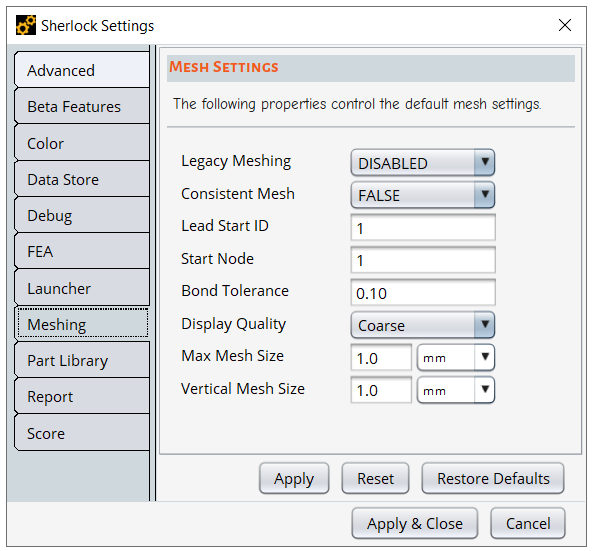 Sherlock Settings
Advanced
Beta Features
Color
Data Store
Debug
FEA
Launcher
Meshing
Part Library
Report
Score
MESH SETTINGS
The following properties control the default mesh settings.
Legacy Meshing DISABLED
Consistent Mesh FALSE
Lead Start ID 1
Start Node 1
Bond Tolerance 0.10
Display Quality Coarse
Max Mesh Size 1.0 mm
Vertical Mesh Size 1.0 mm
Apply Reset Restore Defaults
Apply & Close Cancel